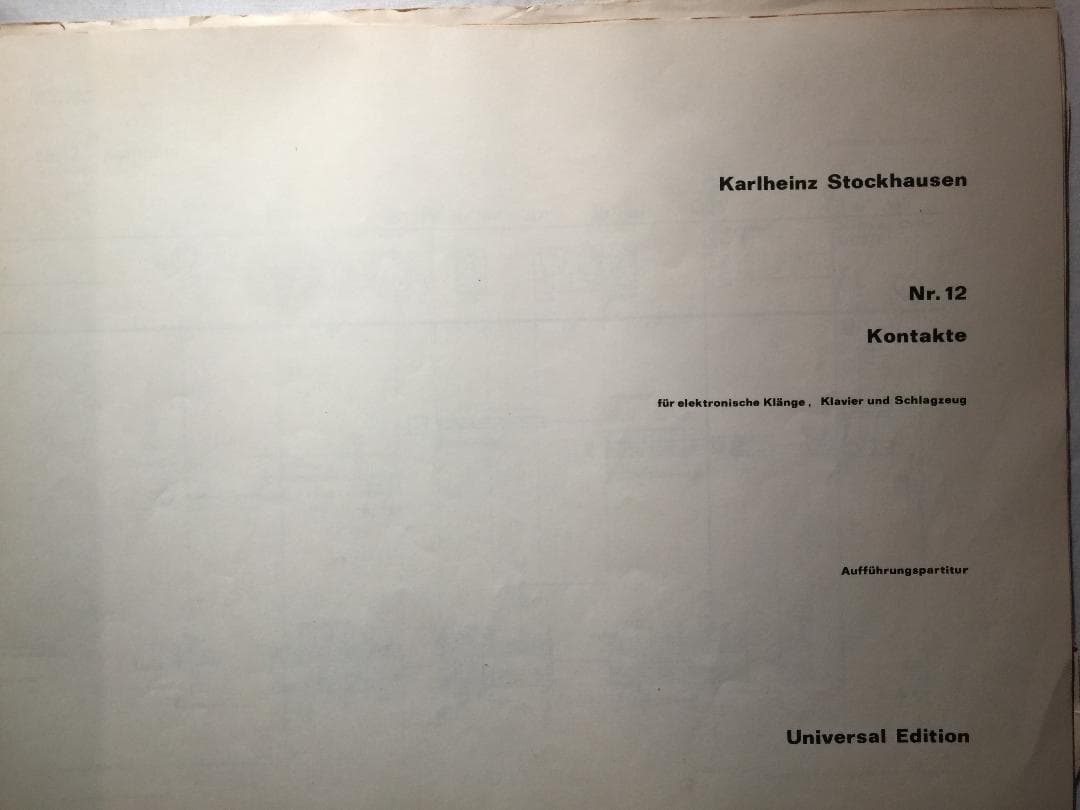 Karlheinz Stockhausen
Nr. 12
Kontakte
für elektronische Klänge, Klavier und Schlagzeug
Aufführungspartitur
Universal Edition